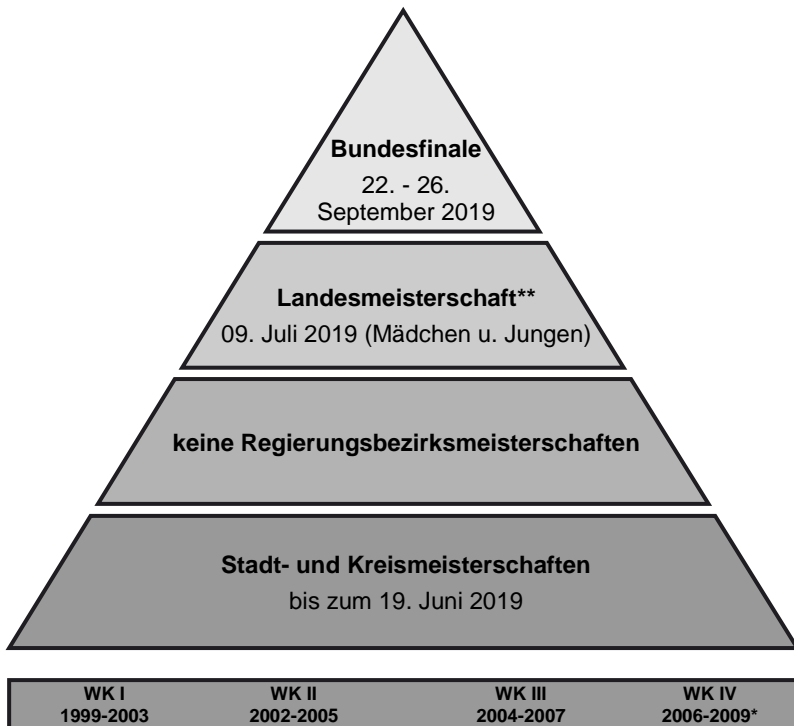 Bundesfinale
22. - 26.
September 2019
Landesmeisterschaft**
09. Juli 2019 (Mädchen u. Jungen)
keine Regierungsbezirksmeisterschaften
Stadt- und Kreismeisterschaften
bis zum 19. Juni 2019
WK I WK II WK III WK IV
1999-2003 2002-2005 2004-2007 2006-2009*